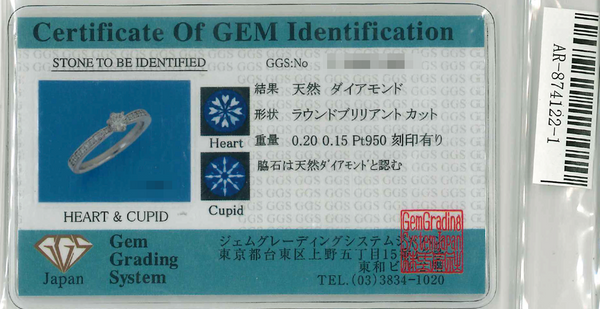 Certificate Of GEM Identification
STONE TO BE IDENTIFIED
GGS:No
結果 天然 ダイアモンド
形状 ラウンドブリリアント カット
重量 0.20 0.15 Pt950 刻印有り
脇石は天然ダイアモンドと認む
Heart
Cupid
HEART & CUPID
GGS
Japan
Gem
Grading
System
ジェムグレーディングシステムジ
東京都台東区上野五丁目15
東和ビ
TEL.(03)3834-1020
GemGrading
SystemJapan
AR-874122-1